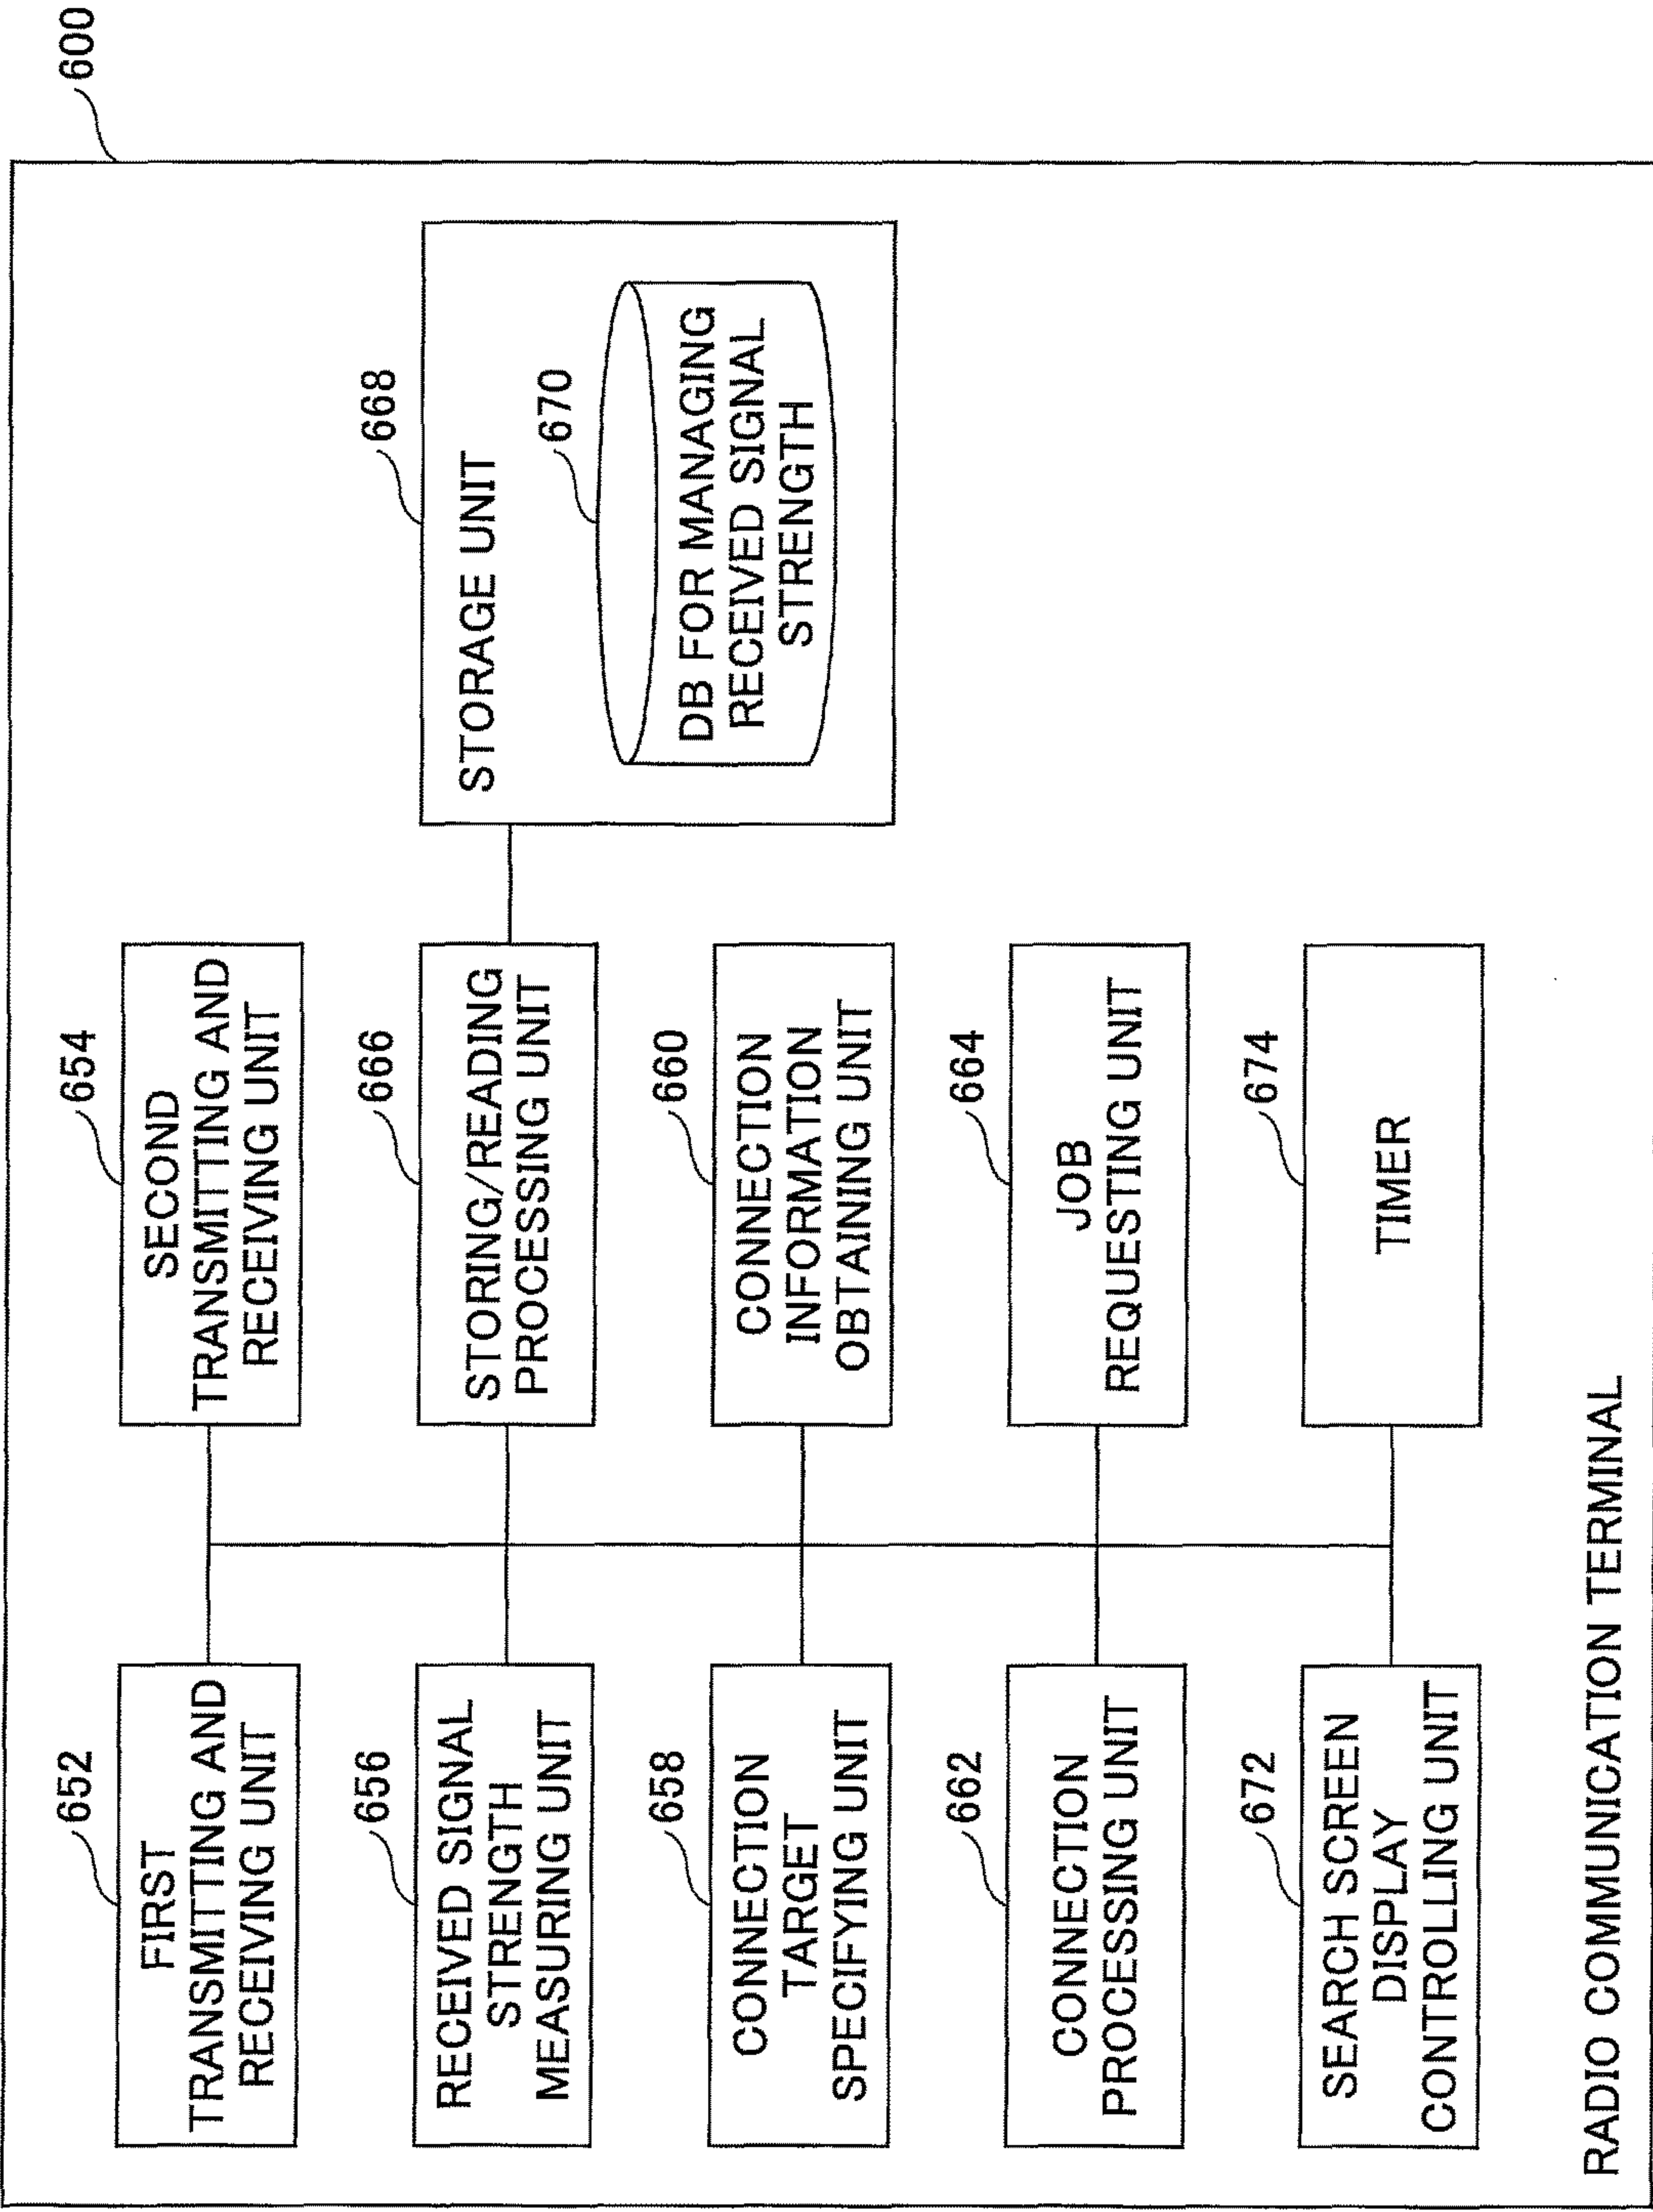 600
652
FIRST
TRANSMITTING AND
RECEIVING UNIT
654
SECOND
TRANSMITTING AND
RECEIVING UNIT
656
RECEIVED SIGNAL
STRENGTH
MEASURING UNIT
666
STORING/READING
PROCESSING UNIT
668
STORAGE UNIT
670
DB FOR MANAGING
RECEIVED SIGNAL
STRENGTH
658
CONNECTION
TARGET
SPECIFYING UNIT
660
CONNECTION
INFORMATION
OBTAINING UNIT
662
CONNECTION
PROCESSING UNIT
664
JOB
REQUESTING UNIT
672
SEARCH SCREEN
DISPLAY
CONTROLLING UNIT
674
TIMER
RADIO COMMUNICATION TERMINAL